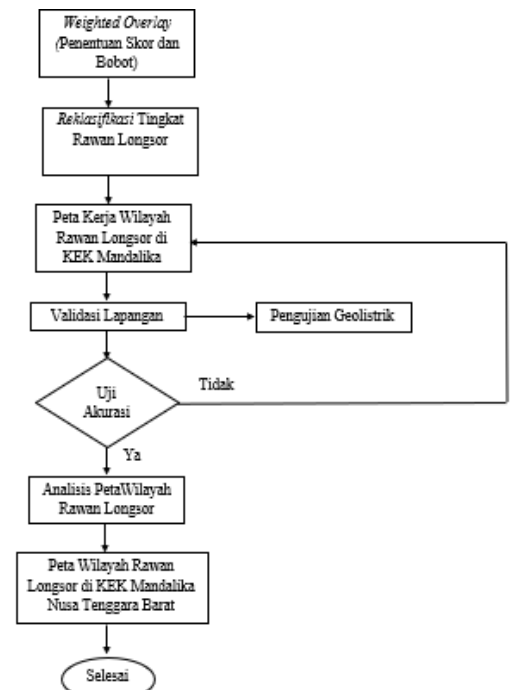 Weighted Overlay
(Penentuan Skor dan
Bobot)
Reklasifikasi Tingkat
Rawan Longsor
Peta Kerja Wilayah
Rawan Longsor di
KEK Mandalika
Validasi Lapangan
Pengujian Geolistrik
Uji
Akurasi
Tidak
Ya
Analisis PetaWilayah
Rawan Longsor
Peta Wilayah Rawan
Longsor di KEK Mandalika
Nusa Tenggara Barat
Selesai